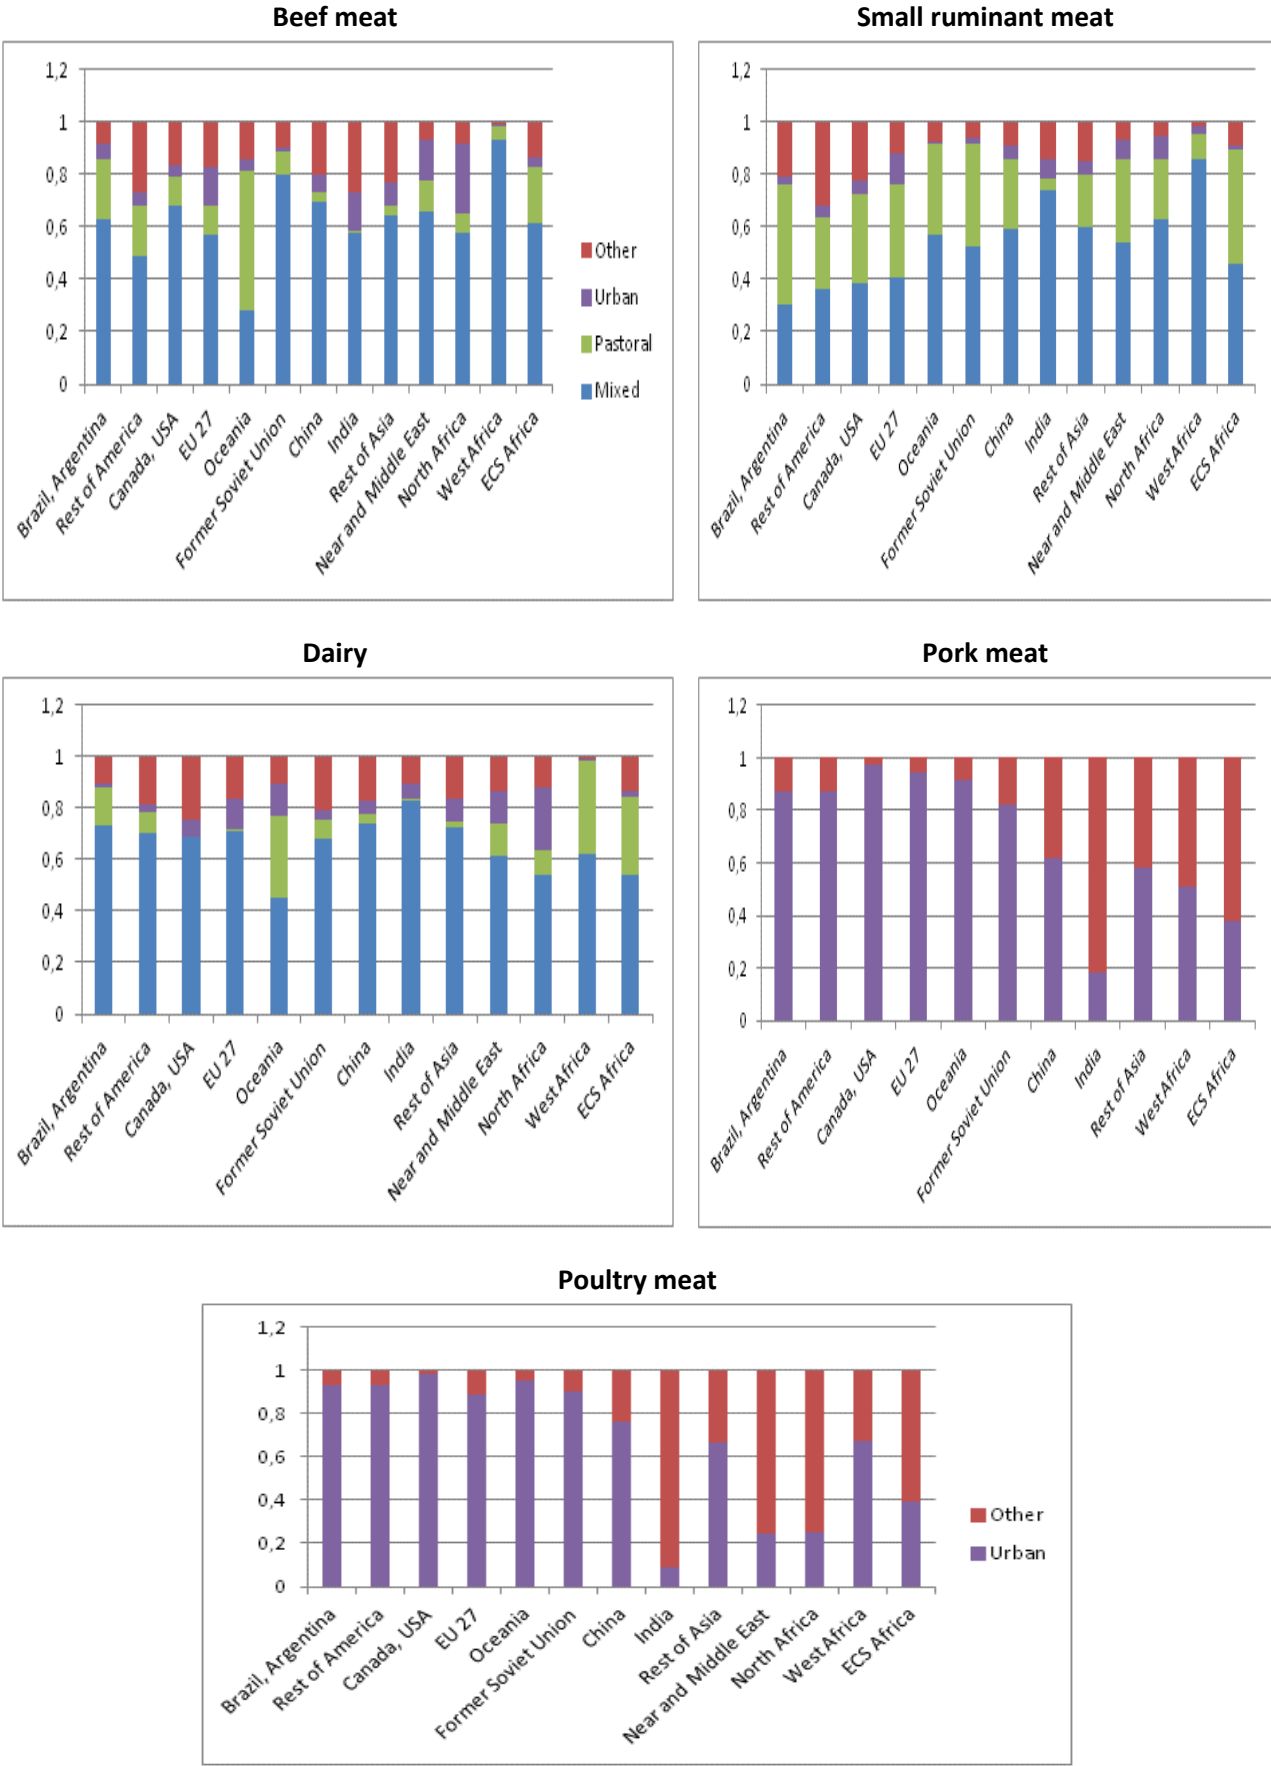 Beef meat
1,2
1
0,8
0,6
0,4
0,2
0
Brazil, Argentina
Rest of America
Canada, USA
EU 27
Oceania
Former Soviet Union
China
India
Rest of Asia
Near and Middle East
North Africa
West Africa
ECS Africa
Other
Urban
Pastoral
Mixed
Small ruminant meat
1,2
1
0,8
0,6
0,4
0,2
0
Brazil, Argentina
Rest of America
Canada, USA
EU 27
Oceania
Former Soviet Union
China
India
Rest of Asia
Near and Middle East
North Africa
West Africa
ECS Africa
Dairy
1,2
1
0,8
0,6
0,4
0,2
0
Brazil, Argentina
Rest of America
Canada, USA
EU 27
Oceania
Former Soviet Union
China
India
Rest of Asia
Near and Middle East
North Africa
West Africa
ECS Africa
Pork meat
1,2
1
0,8
0,6
0,4
0,2
0
Brazil, Argentina
Rest of America
Canada, USA
EU 27
Oceania
Former Soviet Union
China
India
Rest of Asia
West Africa
ECS Africa
Poultry meat
1,2
1
0,8
0,6
0,4
0,2
0
Brazil, Argentina
Rest of America
Canada, USA
EU 27
Oceania
Former Soviet Union
China
India
Rest of Asia
Near and Middle East
North Africa
West Africa
ECS Africa
Other
Urban